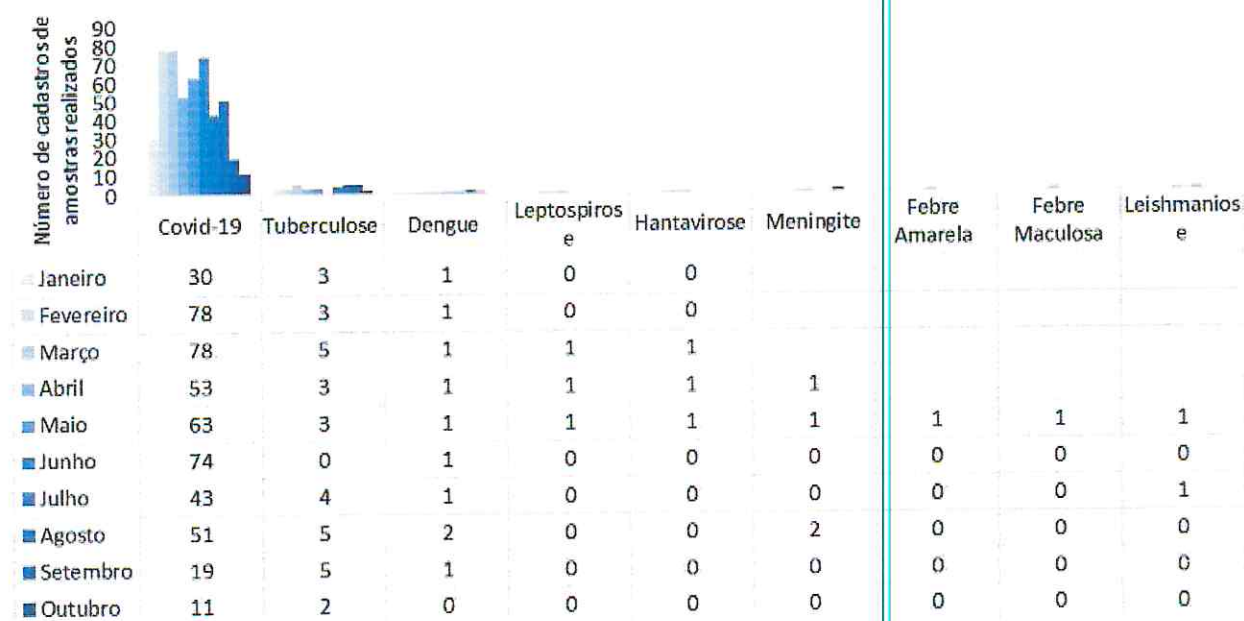 Número de cadastros de
amostras realizados
90
80
70
60
50
40
30
20
10
0
Covid-19 Tuberculose Dengue Leptospiros Hantavirose Meningite Febre Febre Leishmanios
e Amarela Maculosa e
Janeiro 30 3 1 0 0
Fevereiro 78 3 1 0 0
Março 78 5 1 1 1
Abril 53 3 1 1 1 1
Maio 63 3 1 1 1 1 1 1 1
Junho 74 0 1 0 0 0 0 0 0
Julho 43 4 1 0 0 0 0 0 1
Agosto 51 5 2 0 0 2 0 0 0
Setembro 19 5 1 0 0 0 0 0 0
Outubro 11 2 0 0 0 0 0 0 0